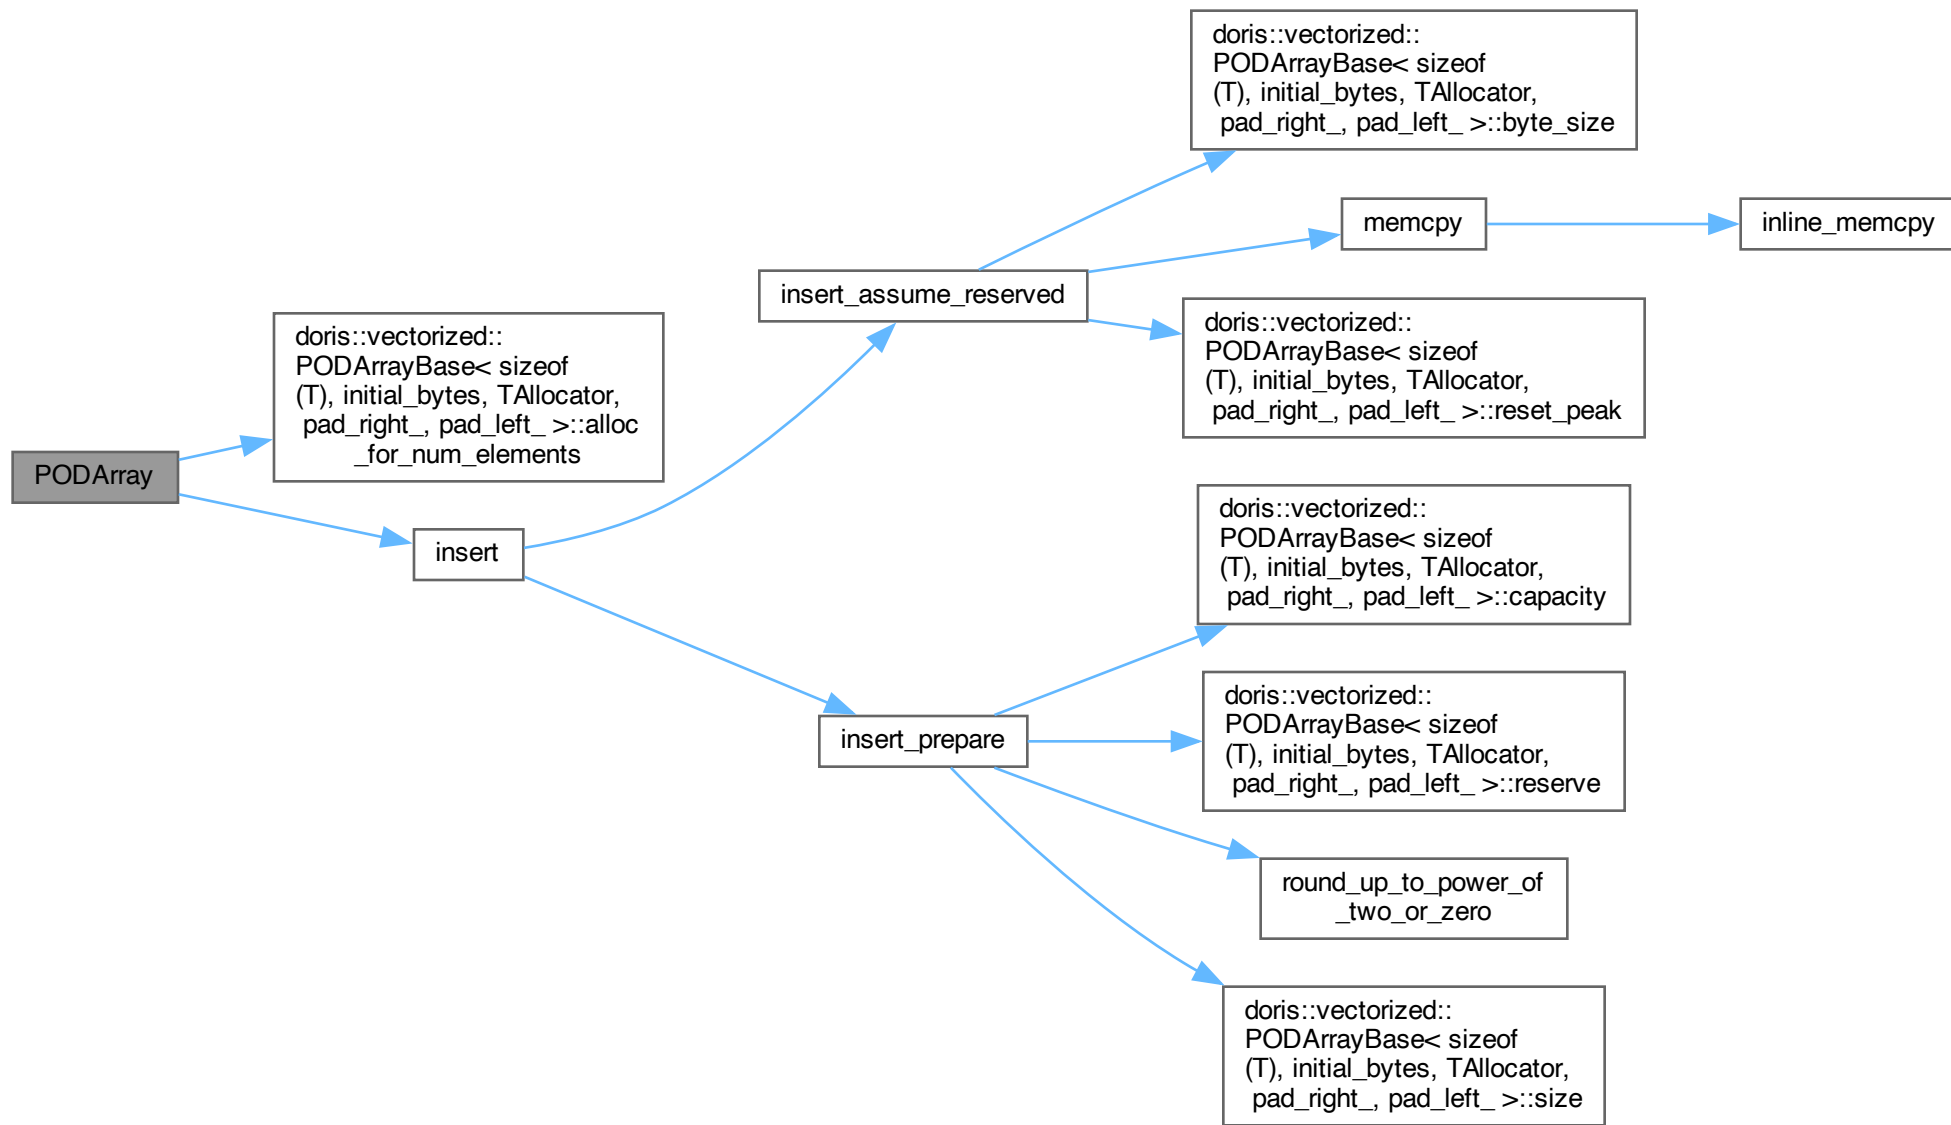 doris::vectorized::
PODArrayBase< sizeof
(T), initial_bytes, TAllocator,
pad_right_, pad_left_ >::byte_size
memcpy
inline_memcpy
insert_assume_reserved
doris::vectorized::
PODArrayBase< sizeof
(T), initial_bytes, TAllocator,
pad_right_, pad_left_ >::reset_peak
doris::vectorized::
PODArrayBase< sizeof
(T), initial_bytes, TAllocator,
pad_right_, pad_left_ >::alloc
_for_num_elements
PODArray
insert
doris::vectorized::
PODArrayBase< sizeof
(T), initial_bytes, TAllocator,
pad_right_, pad_left_ >::capacity
insert_prepare
doris::vectorized::
PODArrayBase< sizeof
(T), initial_bytes, TAllocator,
pad_right_, pad_left_ >::reserve
round_up_to_power_of
_two_or_zero
doris::vectorized::
PODArrayBase< sizeof
(T), initial_bytes, TAllocator,
pad_right_, pad_left_ >::size